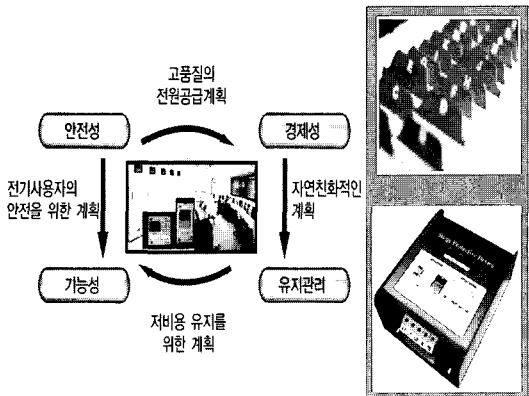 고품질의
전원공급계획
안전성
경제성
전기사용자의
안전을 위한 계획
자연친화적인
계획
기능성
유지관리
저비용 유지를
위한 계획